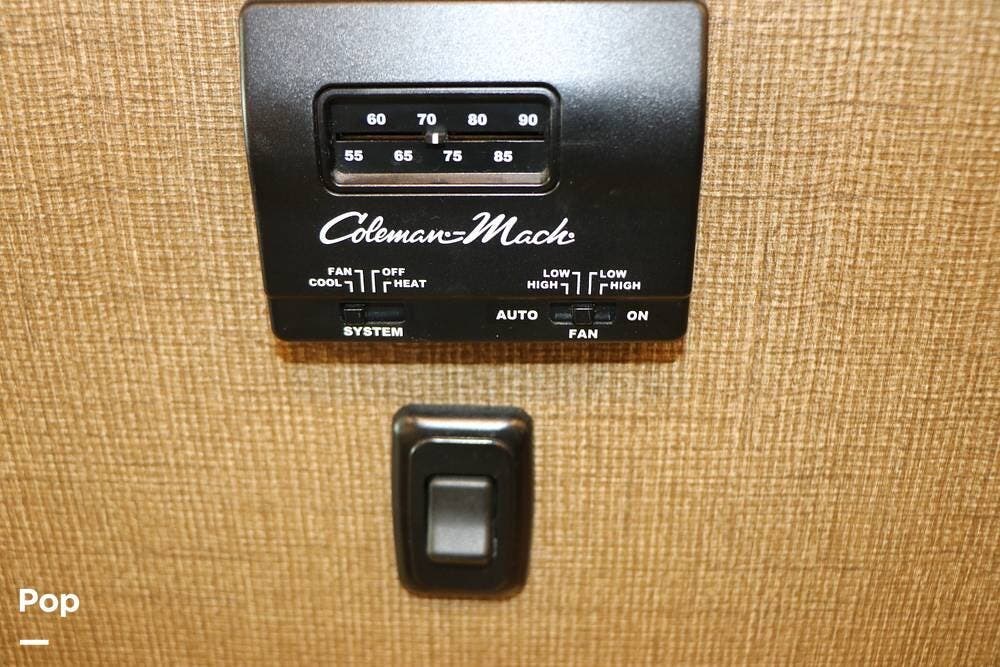 60 70 80 90
55 65 75 85
Coleman-Mach
FAN OFF
COOL HEAT
SYSTEM
LOW LOW
HIGH HIGH
AUTO ON
FAN
Pop